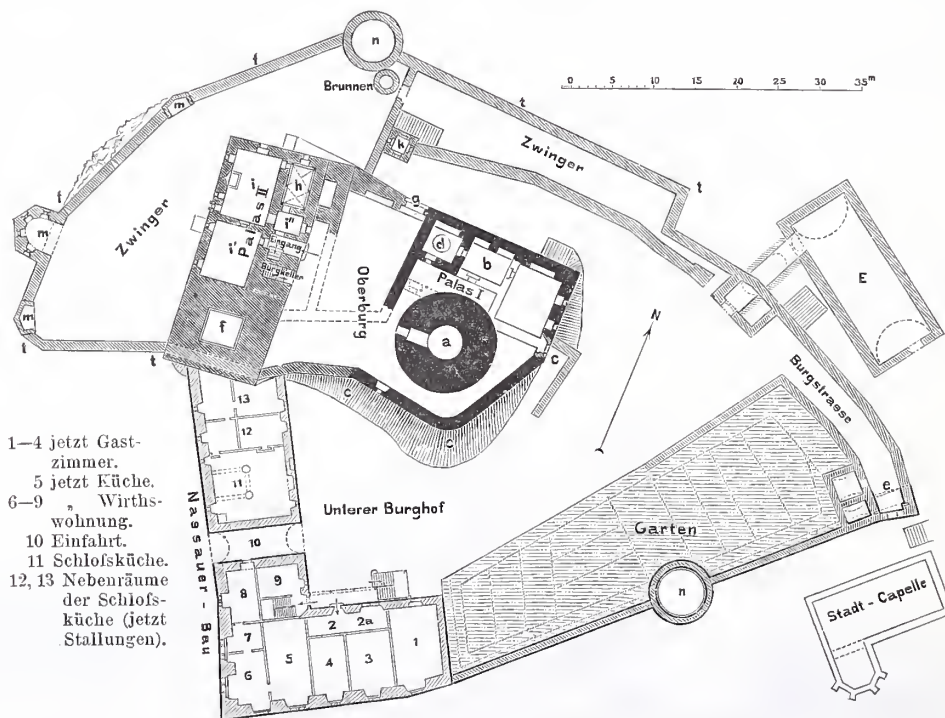 n
f
m
Brunnen
t
0 5 10 15 20 25 30 35m
Zwinger
k
t
f
Zwinger
m
m
i'
Palas II
h
i''
i'
Eingang
Burgkeller
f
g
d
b
Palas I
Oberburg
a
c
c
c
t
t
N
E
Burgstrasse
13
12
11
10
Nassauer-Bau
Unterer Burghof
Garten
e
n
Stadt-Capelle
8
9
7
6
5
2
2a
4
3
1
1—4 jetzt Gast-
zimmer.
5 jetzt Küche.
6—9 „ Wirths-
wohnung.
10 Einfahrt.
11 Schloſsküche.
12, 13 Nebenräume
der Schloſs-
küche (jetzt
Stallungen).